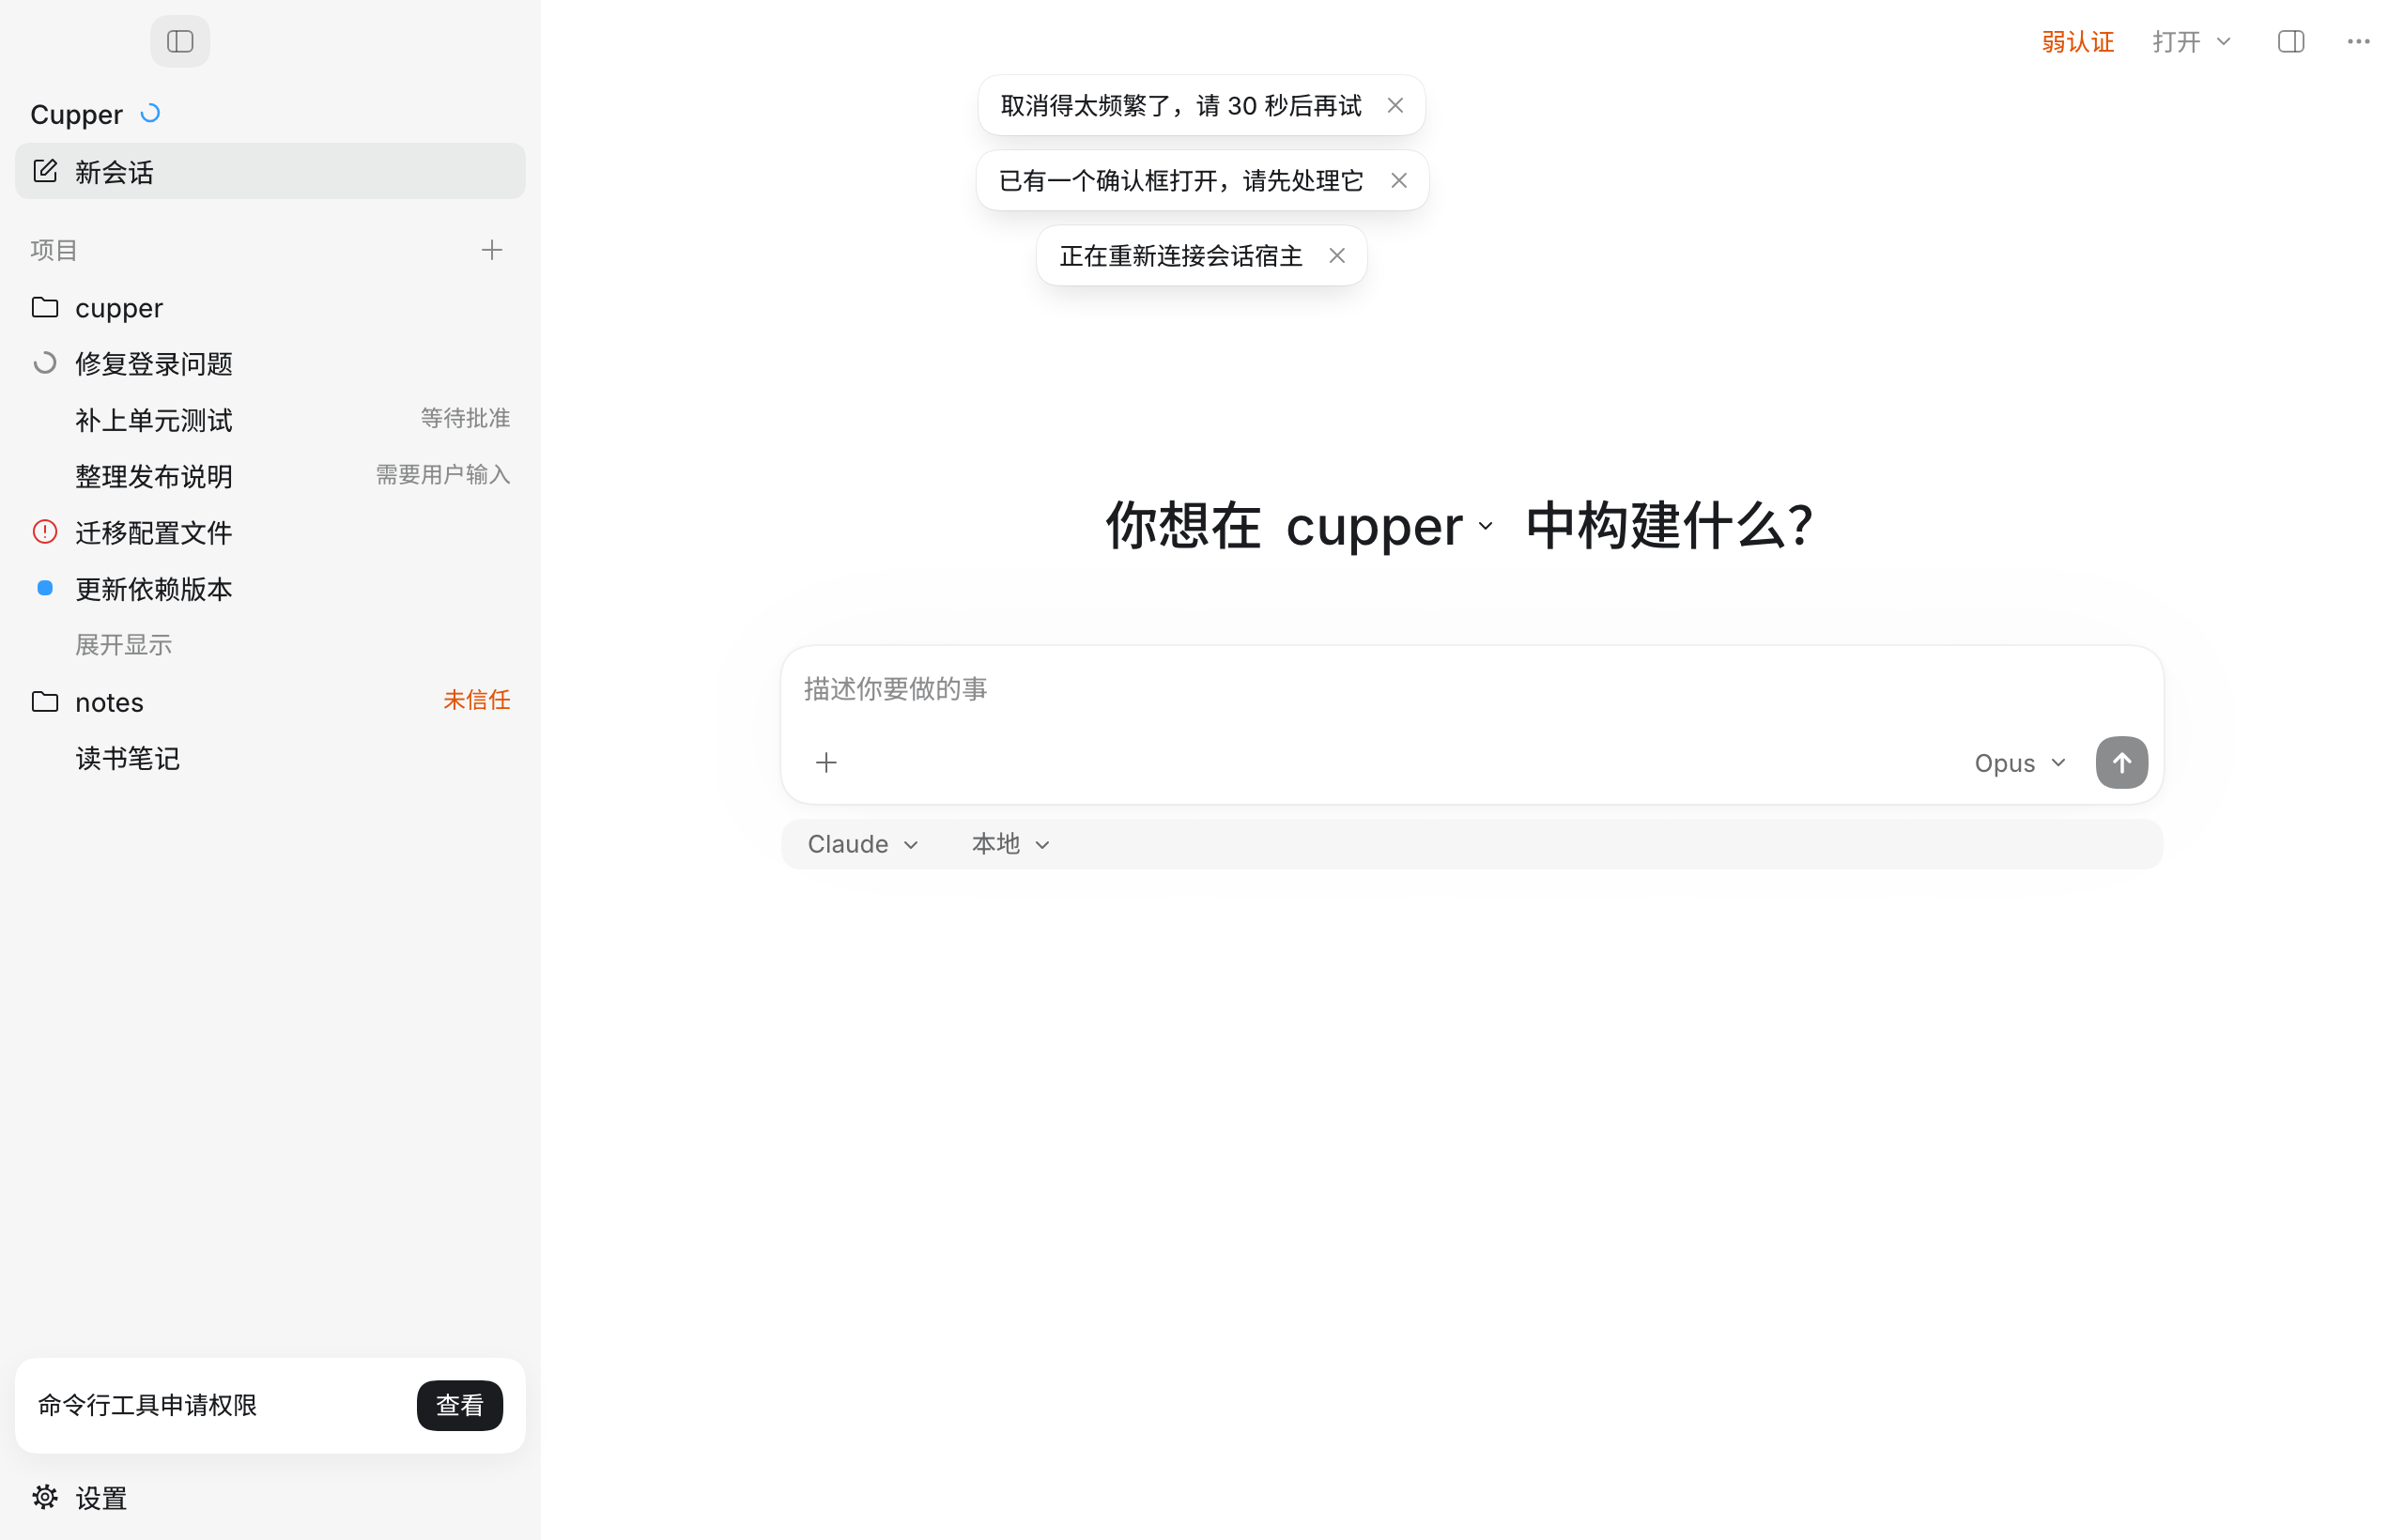 弱认证
打开
取消得太频繁了，请 30 秒后再试
已有一个确认框打开，请先处理它
正在重新连接会话宿主
Cupper
新会话
项目
cupper
修复登录问题
补上单元测试 等待批准
整理发布说明 需要用户输入
迁移配置文件
更新依赖版本
展开显示
notes 未信任
读书笔记
命令行工具申请权限 查看
设置
你想在 cupper 中构建什么？
描述你要做的事
Opus
Claude 本地